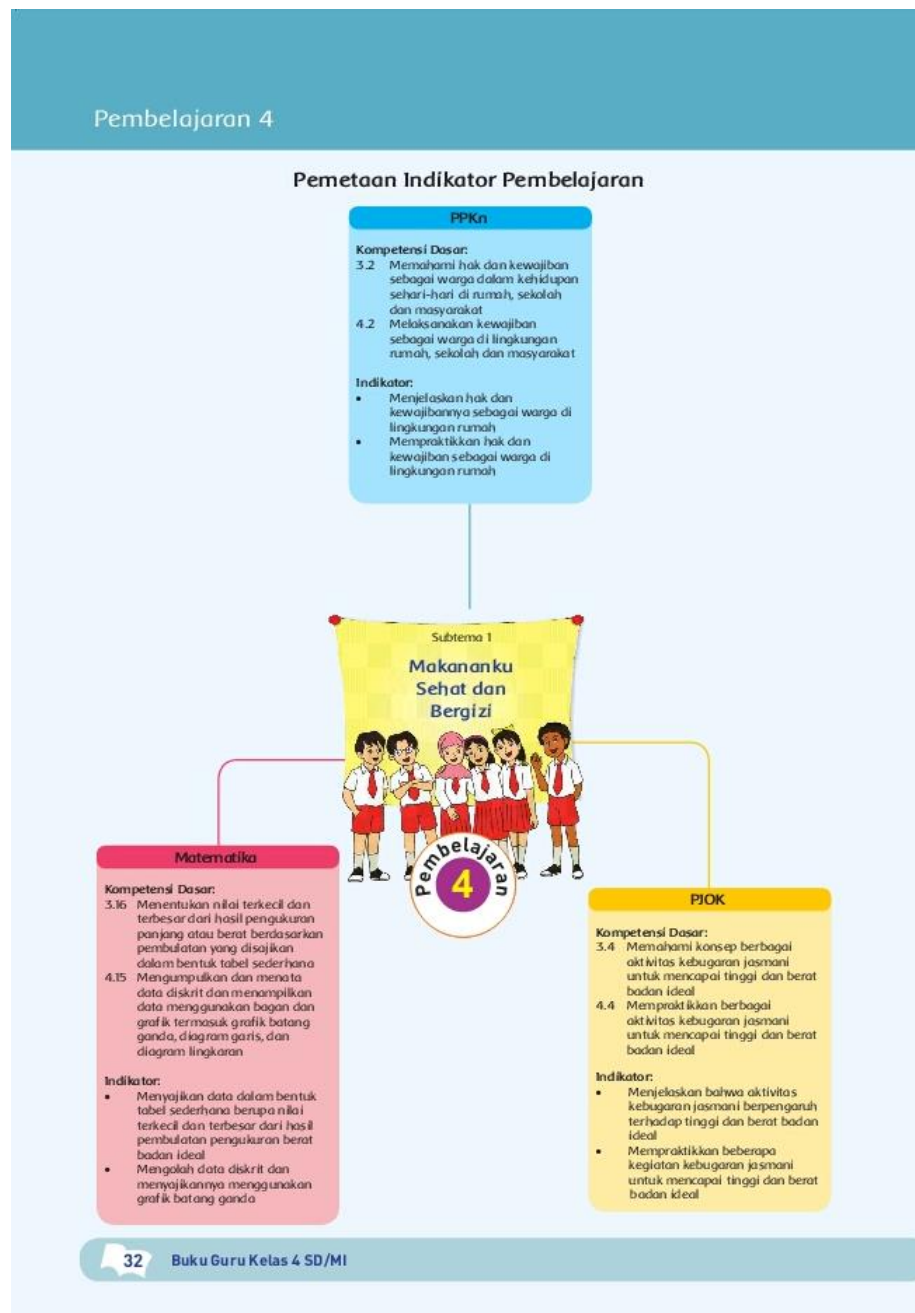 Pembelajaran 4
Pemetaan Indikator Pembelajaran
PPKn
Kompetensi Dasar:
3.2 Memahami hak dan kewajiban
sebagai warga dalam kehidupan
sehari-hari di rumah, sekolah
dan masyarakat
4.2 Melaksanakan kewajiban
sebagai warga di lingkungan
rumah, sekolah dan masyarakat
Indikator:
• Menjelaskan hak dan
kewajibannya sebagai warga di
lingkungan rumah
• Mempraktikkan hak dan
kewajiban sebagai warga di
lingkungan rumah
Subtema 1
Makananku
Sehat dan
Bergizi
Pembelajaran
4
Matematika
Kompetensi Dasar:
3.16 Menentukan nilai terkecil dan
terbesar dari hasil pengukuran
panjang atau berat berdasarkan
pembulatan yang disajikan
dalam bentuk tabel sederhana
4.15 Mengumpulkan dan menata
data diskrit dan menampilkan
data menggunakan bagan dan
grafik termasuk grafik batang
ganda, diagram garis, dan
diagram lingkaran
Indikator:
• Menyajikan data dalam bentuk
tabel sederhana berupa nilai
terkecil dan terbesar dari hasil
pembulatan pengukuran berat
badan ideal
• Mengolah data diskrit dan
menyajikannya menggunakan
grafik batang ganda
PJOK
Kompetensi Dasar:
3.4 Memahami konsep berbagai
aktivitas kebugaran jasmani
untuk mencapai tinggi dan berat
badan ideal
4.4 Mempraktikkan berbagai
aktivitas kebugaran jasmani
untuk mencapai tinggi dan berat
badan ideal
Indikator:
• Menjelaskan bahwa aktivitas
kebugaran jasmani berpengaruh
terhadap tinggi dan berat badan
ideal
• Mempraktikkan beberapa
kegiatan kebugaran jasmani
untuk mencapai tinggi dan berat
badan ideal
32 Buku Guru Kelas 4 SD/MI